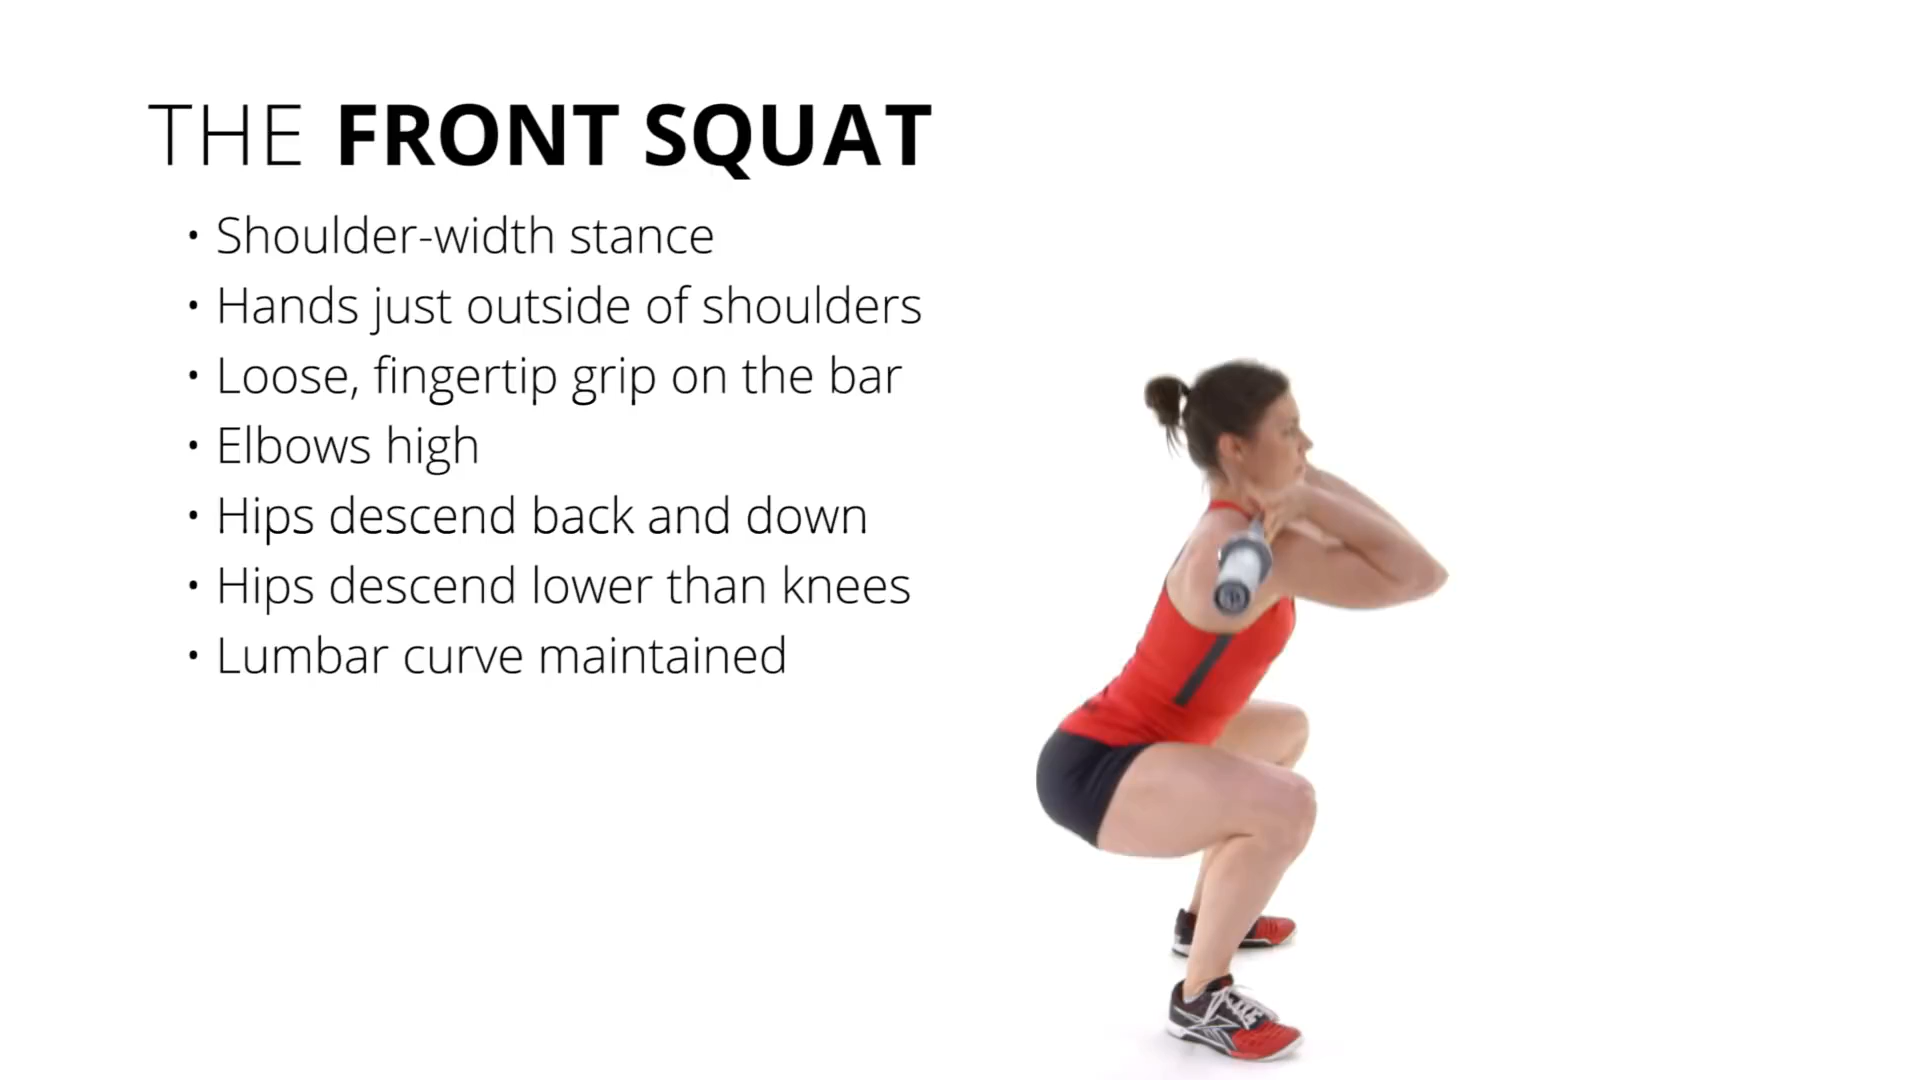 THE FRONT SQUAT
• Shoulder-width stance
• Hands just outside of shoulders
• Loose, fingertip grip on the bar
• Elbows high
• Hips descend back and down
• Hips descend lower than knees
• Lumbar curve maintained